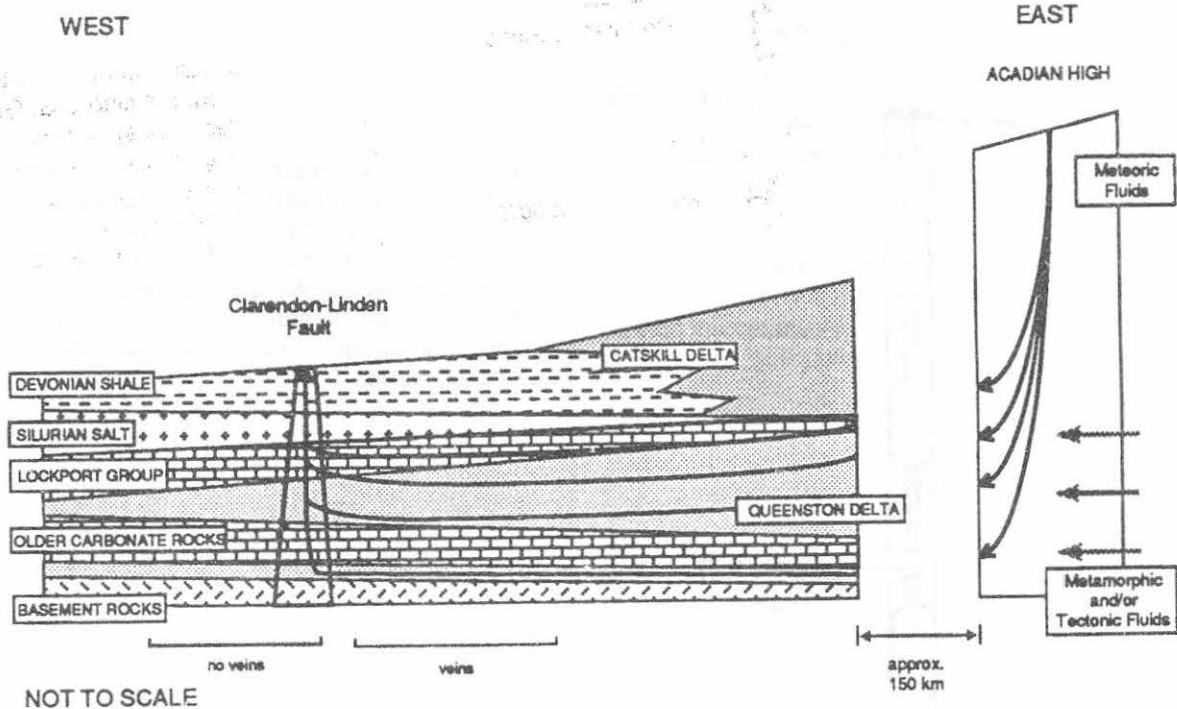 WEST
EAST
ACADIAN HIGH
Meteoric
Fluids
Clarendon-Linden
Fault
CATSKILL DELTA
DEVONIAN SHALE
SILURIAN SALT
LOCKPORT GROUP
QUEENSTON DELTA
OLDER CARBONATE ROCKS
BASEMENT ROCKS
Metamorphic
and/or
Tectonic Fluids
no veins
veins
approx.
150 km
NOT TO SCALE